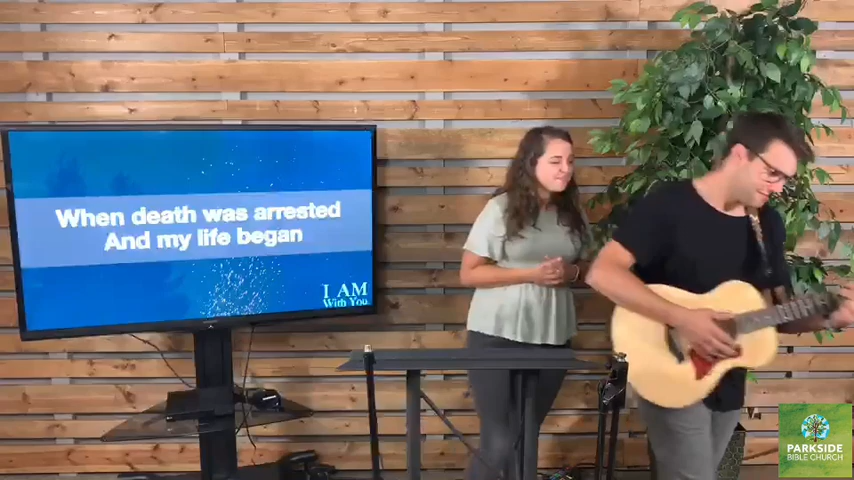 When death was arrested
And my life began
I AM
With You
PARKSIDE
BIBLE CHURCH